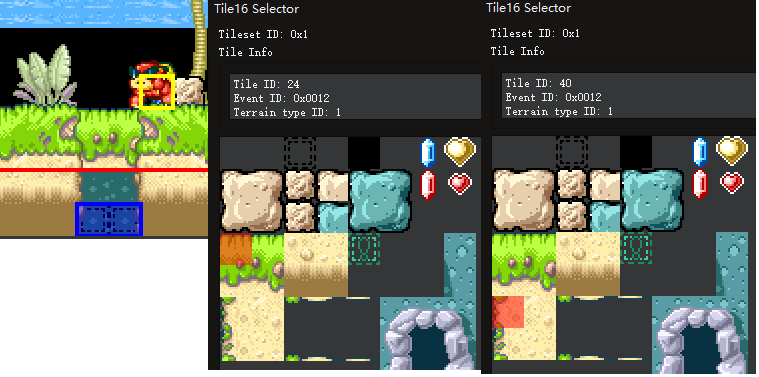 Tile16 Selector
Tileset ID: 0x1
Tile Info
Tile ID: 24
Event ID: 0x0012
Terrain type ID: 1
Tile16 Selector
Tileset ID: 0x1
Tile Info
Tile ID: 40
Event ID: 0x0012
Terrain type ID: 1